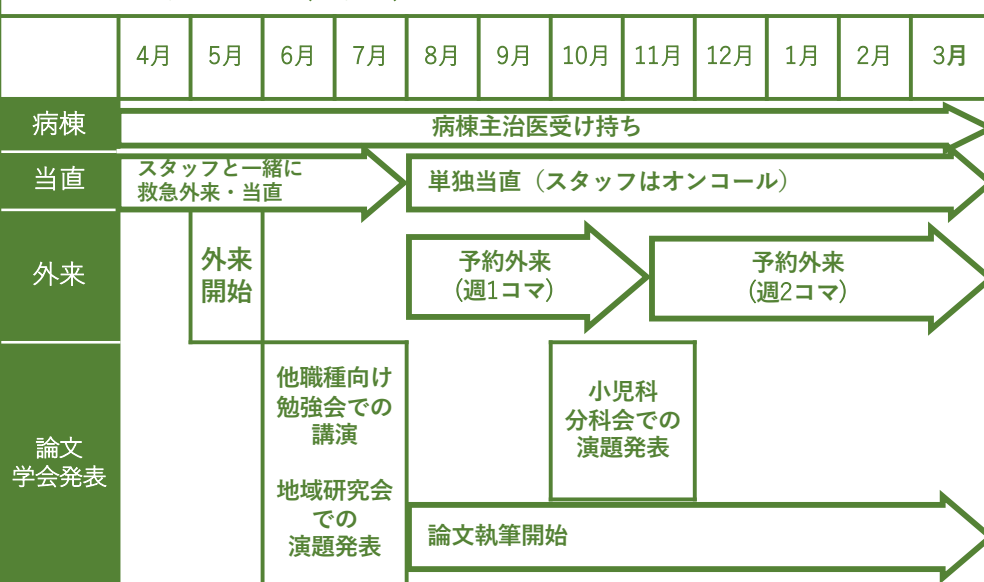 4月 5月 6月 7月 8月 9月 10月 11月 12月 1月 2月 3月
病棟
病棟主治医受け持ち
当直
スタッフと一緒に
救急外来・当直
単独当直（スタッフはオンコール）
外来
外来
開始
予約外来
(週1コマ)
予約外来
(週2コマ)
論文
学会発表
他職種向け
勉強会での
講演
地域研究会
での
演題発表
小児科
分科会での
演題発表
論文執筆開始